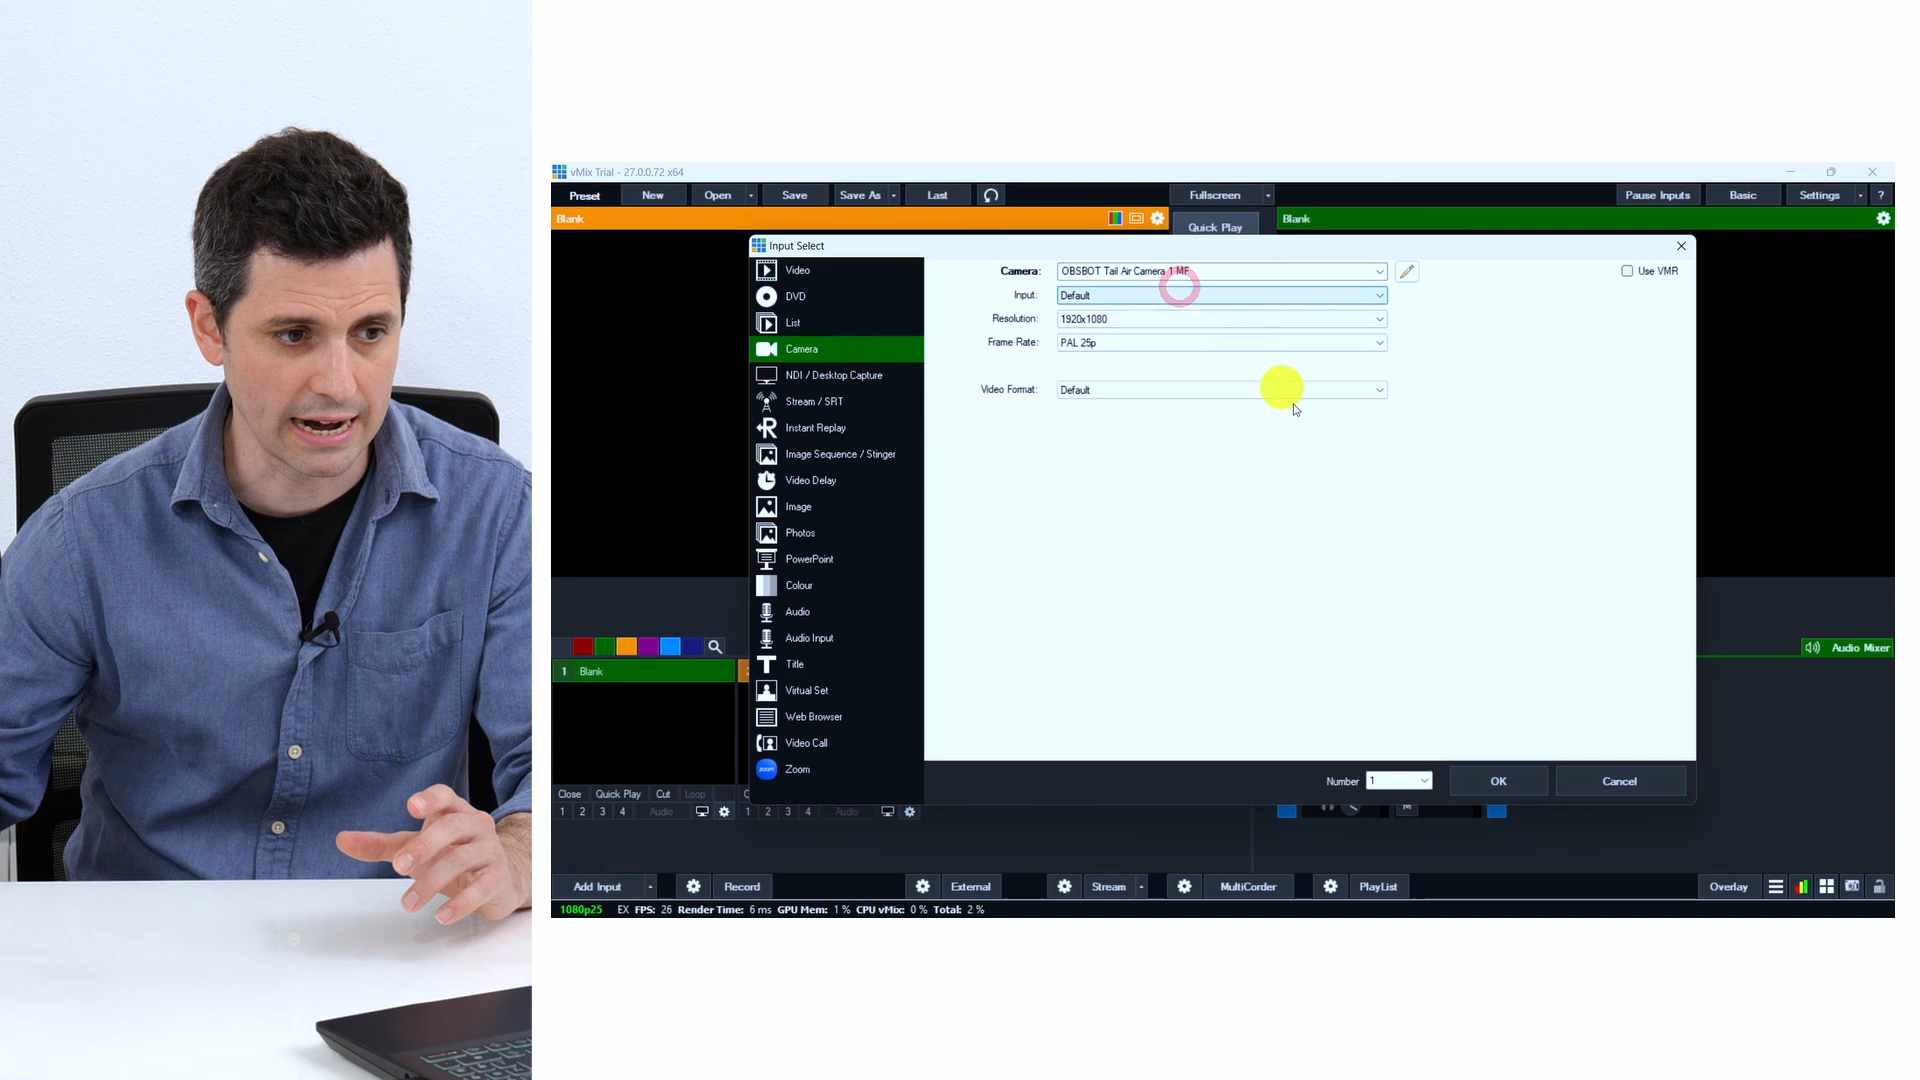 vMix Trial - 27.0.0.72 x64
Preset New Open Save Save As Last Fullscreen Pause Inputs Basic Settings ?
Blank
Quick Play
Blank
Input Select
Video
DVD
List
Camera
NDI / Desktop Capture
Stream / SRT
Instant Replay
Image Sequence / Stinger
Video Delay
Image
Photos
PowerPoint
Colour
Audio
Audio Input
Title
Virtual Set
Web Browser
Video Call
zoom Zoom
Camera: OBSBOT Tail Air Camera 1 MF
Use VMR
Input: Default
Resolution: 1920x1080
Frame Rate: PAL 25p
Video Format: Default
Number 1 OK Cancel
Audio Mixer
1 Blank
Close Quick Play Cut Loop
1 2 3 4 Audio
1 2 3 4 Audio
M
Add Input Record External Stream MultiCorder PlayList Overlay
1080p25 EX FPS: 26 Render Time: 6 ms GPU Mem: 1 % CPU vMix: 0 % Total: 2 %